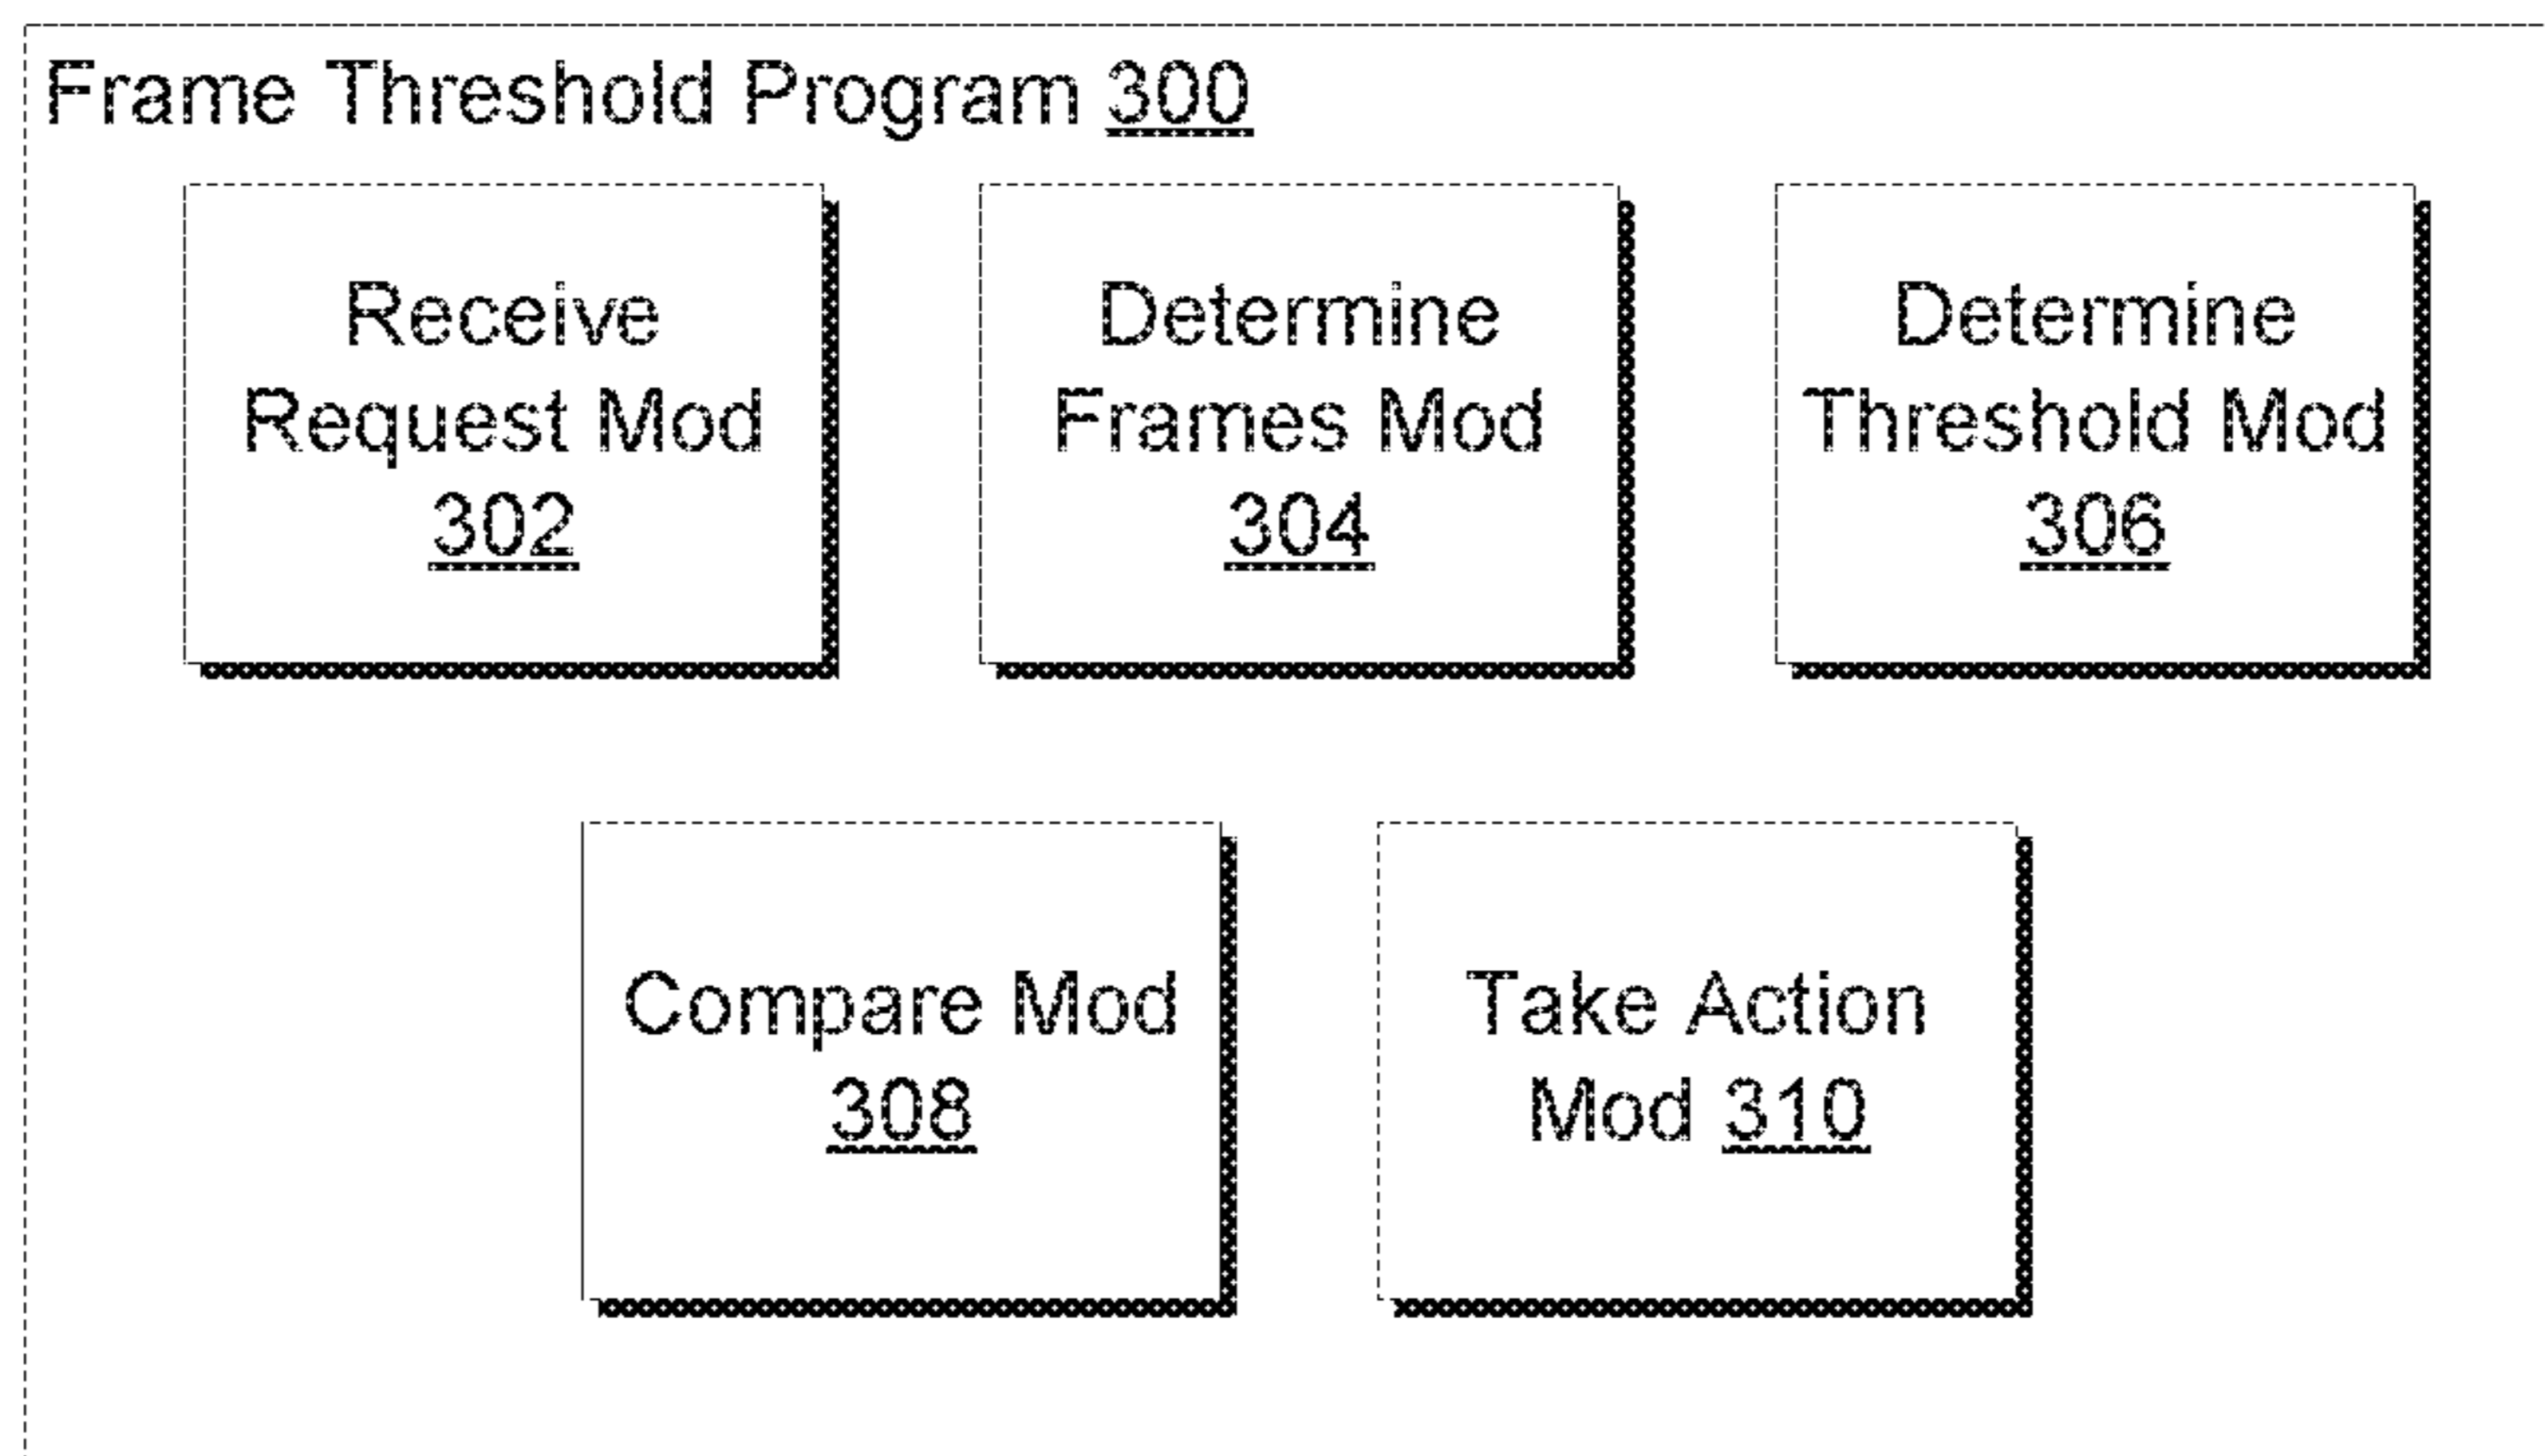 Frame Threshold Program 300
Receive
Request Mod
302
Determine
Frames Mod
304
Determine
Threshold Mod
306
Compare Mod
308
Take Action
Mod 310